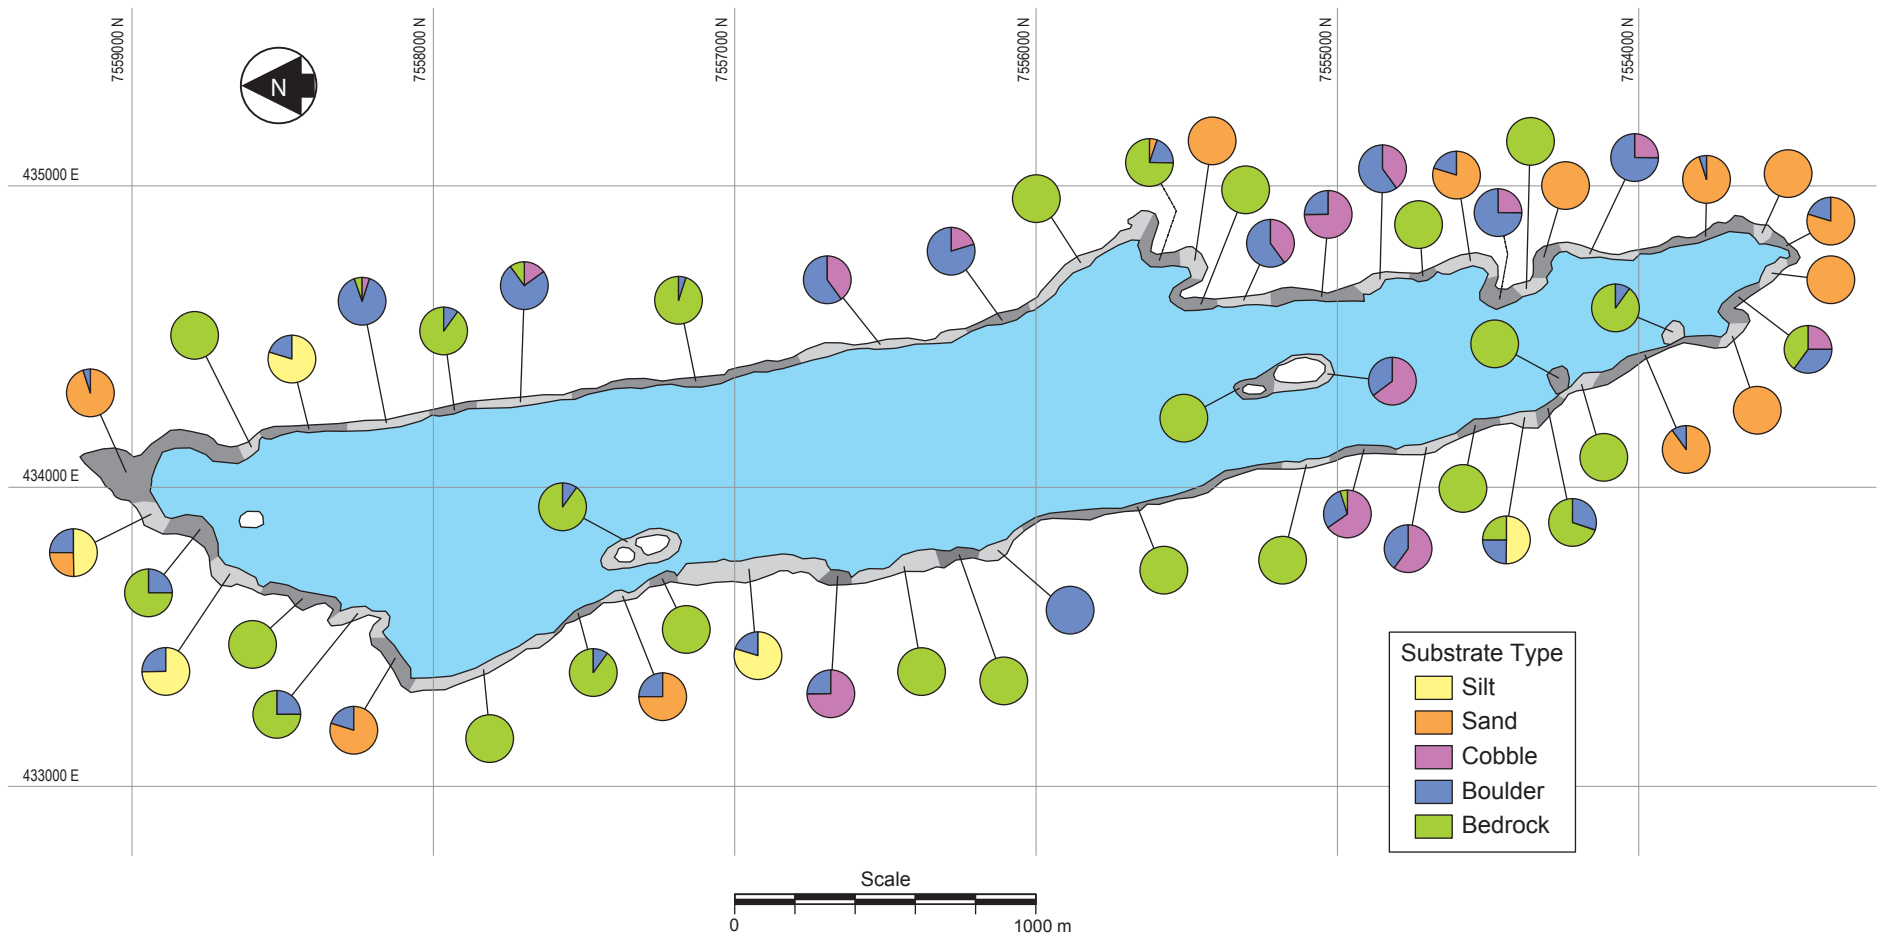 7559000 N
7558000 N
7557000 N
7556000 N
7555000 N
7554000 N
N
435000 E
434000 E
433000 E
Substrate Type
Silt
Sand
Cobble
Boulder
Bedrock
Scale
0
1000 m